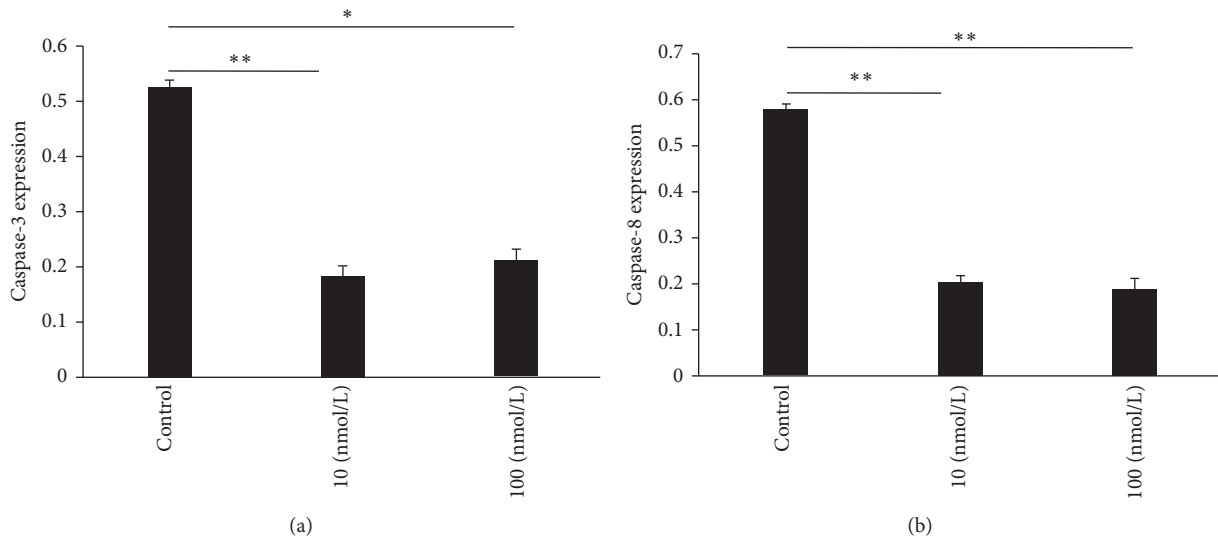 *
**
0.6
0.5
0.4
0.3
0.2
0.1
0
Caspase-3 expression
Control
10 (nmol/L)
100 (nmol/L)
(a)
**
**
0.7
0.6
0.5
0.4
0.3
0.2
0.1
0
Caspase-8 expression
Control
10 (nmol/L)
100 (nmol/L)
(b)